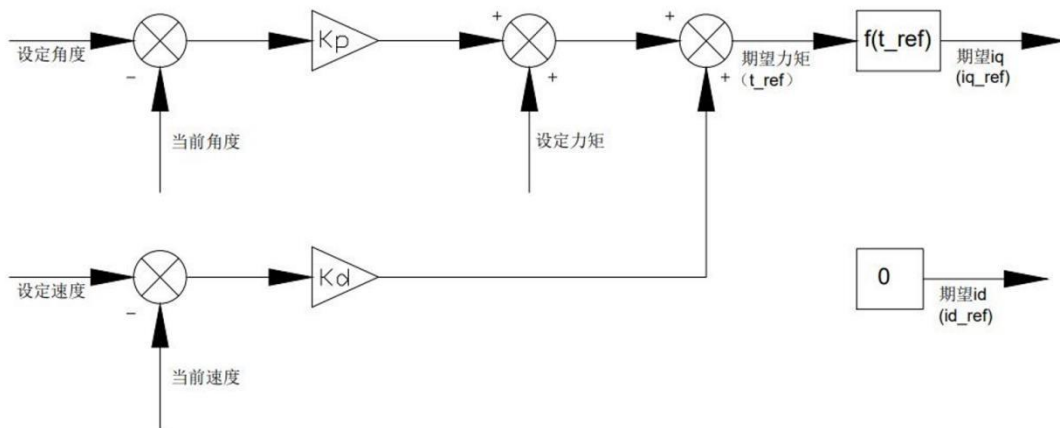 +
+
设定角度
Kp
f(t_ref)
期望力矩
(t_ref)
期望iq
(iq_ref)
-
+
+
当前角度
设定力矩
设定速度
Kd
0
期望id
(id_ref)
-
当前速度